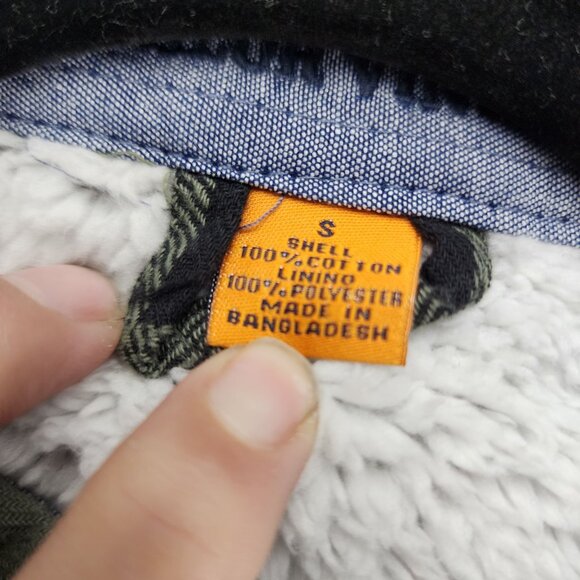 S
SHELL
100%COTTON
LINING
100%POLYESTER
MADE IN
BANGLADESH